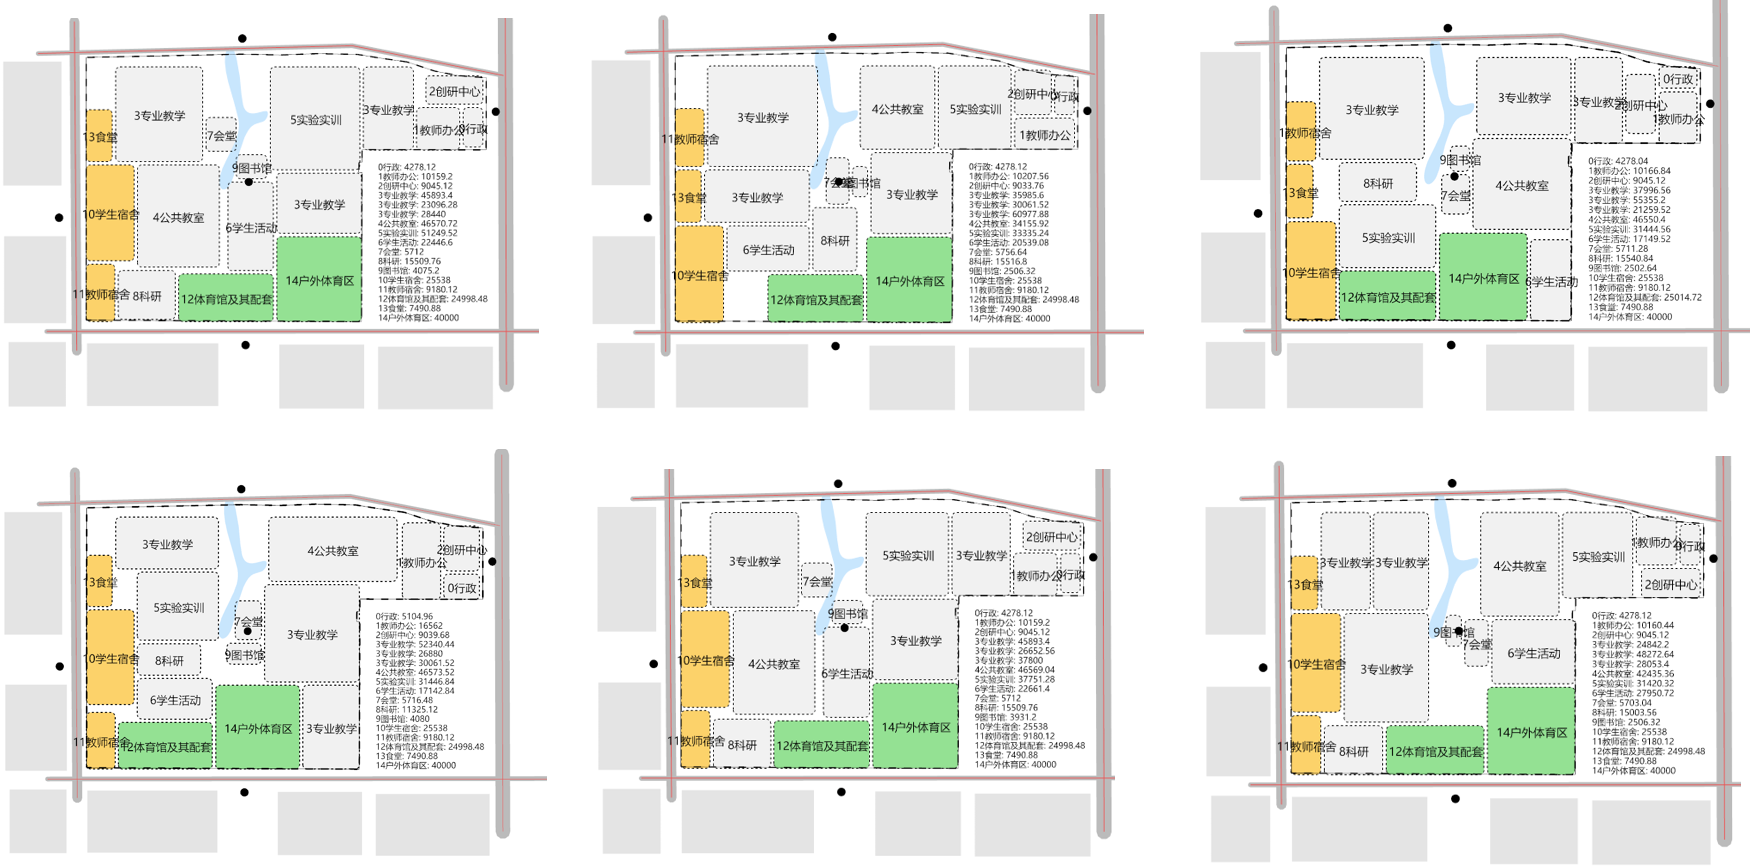 3专业教学
5实验实训
3专业教学
2创研中心
13食堂
7会堂
1教师办公
0行政
9图书馆
10学生宿舍
4公共教室
6学生活动
3专业教学
11教师宿舍
8科研
12体育馆及其配套
14户外体育区
0行政: 4278.12
1教师办公: 10159.2
2创研中心: 9045.12
3专业教学: 45893.4
3专业教学: 23096.28
3专业教学: 28440
4公共教室: 46570.72
5实验实训: 51249.52
6学生活动: 22446.6
7会堂: 5712
8科研: 15509.76
9图书馆: 4075.2
10学生宿舍: 25538
11教师宿舍: 9180.12
12体育馆及其配套: 24998.48
13食堂: 7490.88
14户外体育区: 40000
3专业教学
4公共教室
5实验实训
2创研中心
0行政
11教师宿舍
1教师办公
13食堂
3专业教学
7会堂
9图书馆
3专业教学
6学生活动
8科研
10学生宿舍
12体育馆及其配套
14户外体育区
0行政: 4278.12
1教师办公: 10207.56
2创研中心: 9033.76
3专业教学: 35985.6
3专业教学: 30061.52
3专业教学: 60977.88
4公共教室: 34155.92
5实验实训: 33335.24
6学生活动: 20539.08
7会堂: 5756.64
8科研: 15516.8
9图书馆: 2506.32
10学生宿舍: 25538
11教师宿舍: 9180.12
12体育馆及其配套: 24998.48
13食堂: 7490.88
14户外体育区: 40000
3专业教学
3专业教学
3专业教学
2创研中心
0行政
1教师办公
11教师宿舍
9图书馆
13食堂
8科研
7会堂
4公共教室
5实验实训
10学生宿舍
12体育馆及其配套
14户外体育区
6学生活动
0行政: 4278.04
1教师办公: 10166.84
2创研中心: 9045.12
3专业教学: 37996.56
3专业教学: 55355.2
3专业教学: 21259.52
4公共教室: 46550.4
5实验实训: 31444.56
6学生活动: 17149.52
7会堂: 5711.28
8科研: 15540.84
9图书馆: 2502.64
10学生宿舍: 25538
11教师宿舍: 9180.12
12体育馆及其配套: 25014.72
13食堂: 7490.88
14户外体育区: 40000
3专业教学
4公共教室
1教师办公
2创研中心
0行政
13食堂
5实验实训
7会堂
3专业教学
10学生宿舍
8科研
9图书馆
6学生活动
11教师宿舍
12体育馆及其配套
14户外体育区
3专业教学
0行政: 5104.96
1教师办公: 16562
2创研中心: 9039.68
3专业教学: 52340.44
3专业教学: 26880
3专业教学: 30061.52
4公共教室: 46573.52
5实验实训: 31446.84
6学生活动: 17142.84
7会堂: 5716.48
8科研: 11325.12
9图书馆: 4080
10学生宿舍: 25538
11教师宿舍: 9180.12
12体育馆及其配套: 24998.48
13食堂: 7490.88
14户外体育区: 40000
3专业教学
5实验实训
3专业教学
2创研中心
13食堂
7会堂
1教师办公
0行政
9图书馆
10学生宿舍
4公共教室
6学生活动
3专业教学
11教师宿舍
8科研
12体育馆及其配套
14户外体育区
0行政: 4278.12
1教师办公: 10159.2
2创研中心: 9045.12
3专业教学: 45893.4
3专业教学: 26652.56
3专业教学: 37800
4公共教室: 46569.04
5实验实训: 37751.28
6学生活动: 22661.4
7会堂: 5712
8科研: 15509.76
9图书馆: 3931.2
10学生宿舍: 25538
11教师宿舍: 9180.12
12体育馆及其配套: 24998.48
13食堂: 7490.88
14户外体育区: 40000
3专业教学
3专业教学
4公共教室
5实验实训
1教师办公
0行政
2创研中心
13食堂
9图书馆
7会堂
6学生活动
10学生宿舍
3专业教学
11教师宿舍
8科研
12体育馆及其配套
14户外体育区
0行政: 4278.12
1教师办公: 10160.44
2创研中心: 9045.12
3专业教学: 24842.2
3专业教学: 48272.64
3专业教学: 28053.4
4公共教室: 42435.36
5实验实训: 31420.32
6学生活动: 27950.72
7会堂: 5703.04
8科研: 15003.56
9图书馆: 2506.32
10学生宿舍: 25538
11教师宿舍: 9180.12
12体育馆及其配套: 24998.48
13食堂: 7490.88
14户外体育区: 40000